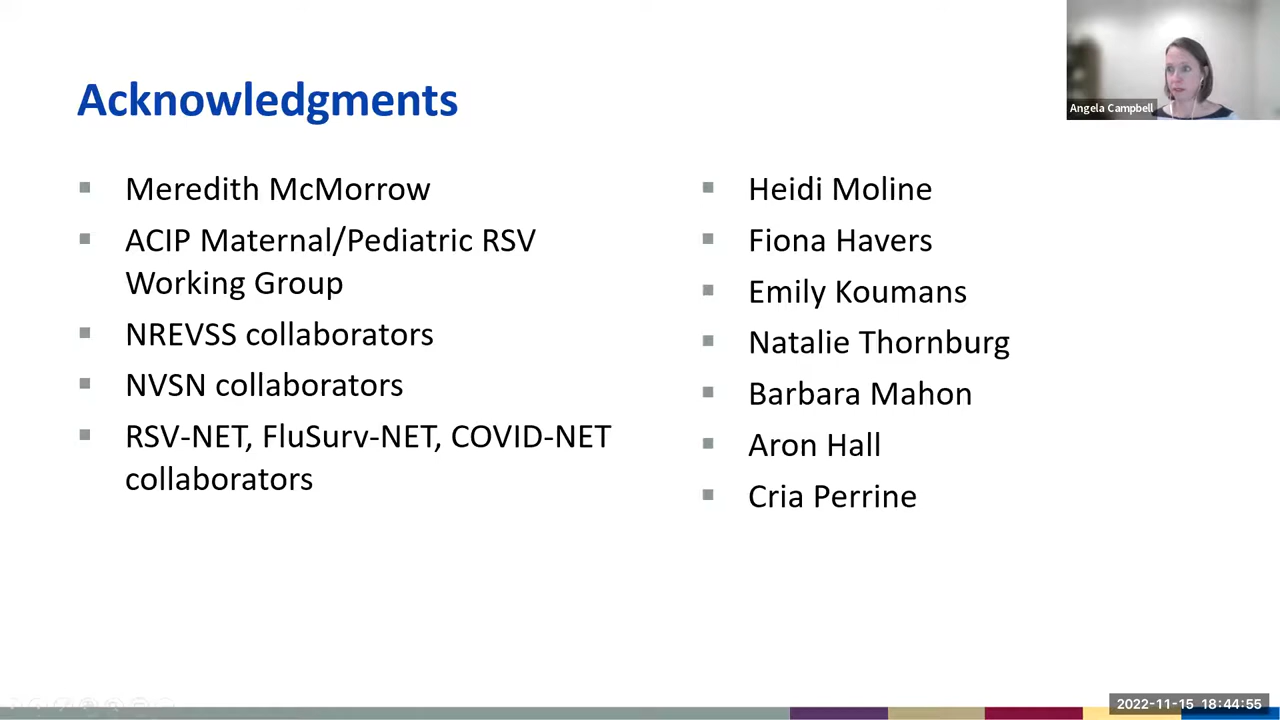 Acknowledgments
Angela Campbell
Meredith McMorrow
ACIP Maternal/Pediatric RSV
Working Group
NREVSS collaborators
NVSN collaborators
RSV-NET, FluSurv-NET, COVID-NET
collaborators
Heidi Moline
Fiona Havers
Emily Koumans
Natalie Thornburg
Barbara Mahon
Aron Hall
Cria Perrine
2022-11-15 18:44:55